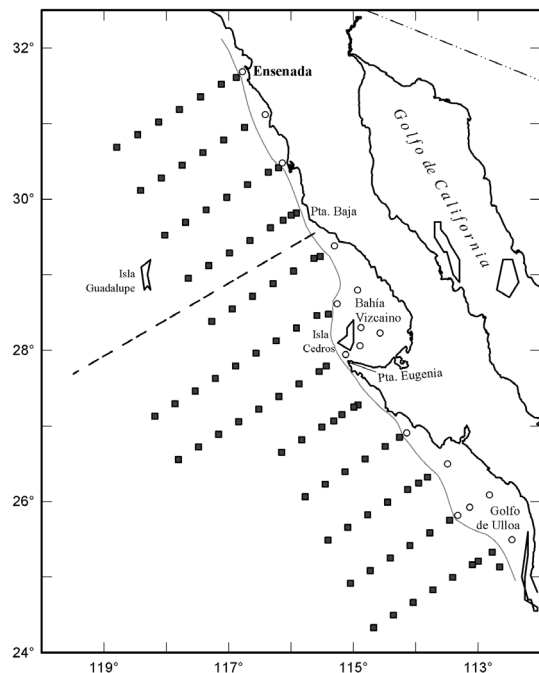 32°
30°
28°
26°
24°
119°
117°
115°
113°
Ensenada
Golfo de California
Pta. Baja
Isla
Guadalupe
Bahía
Vizcaino
Isla
Cedros
Pta. Eugenia
Golfo
de Ulloa